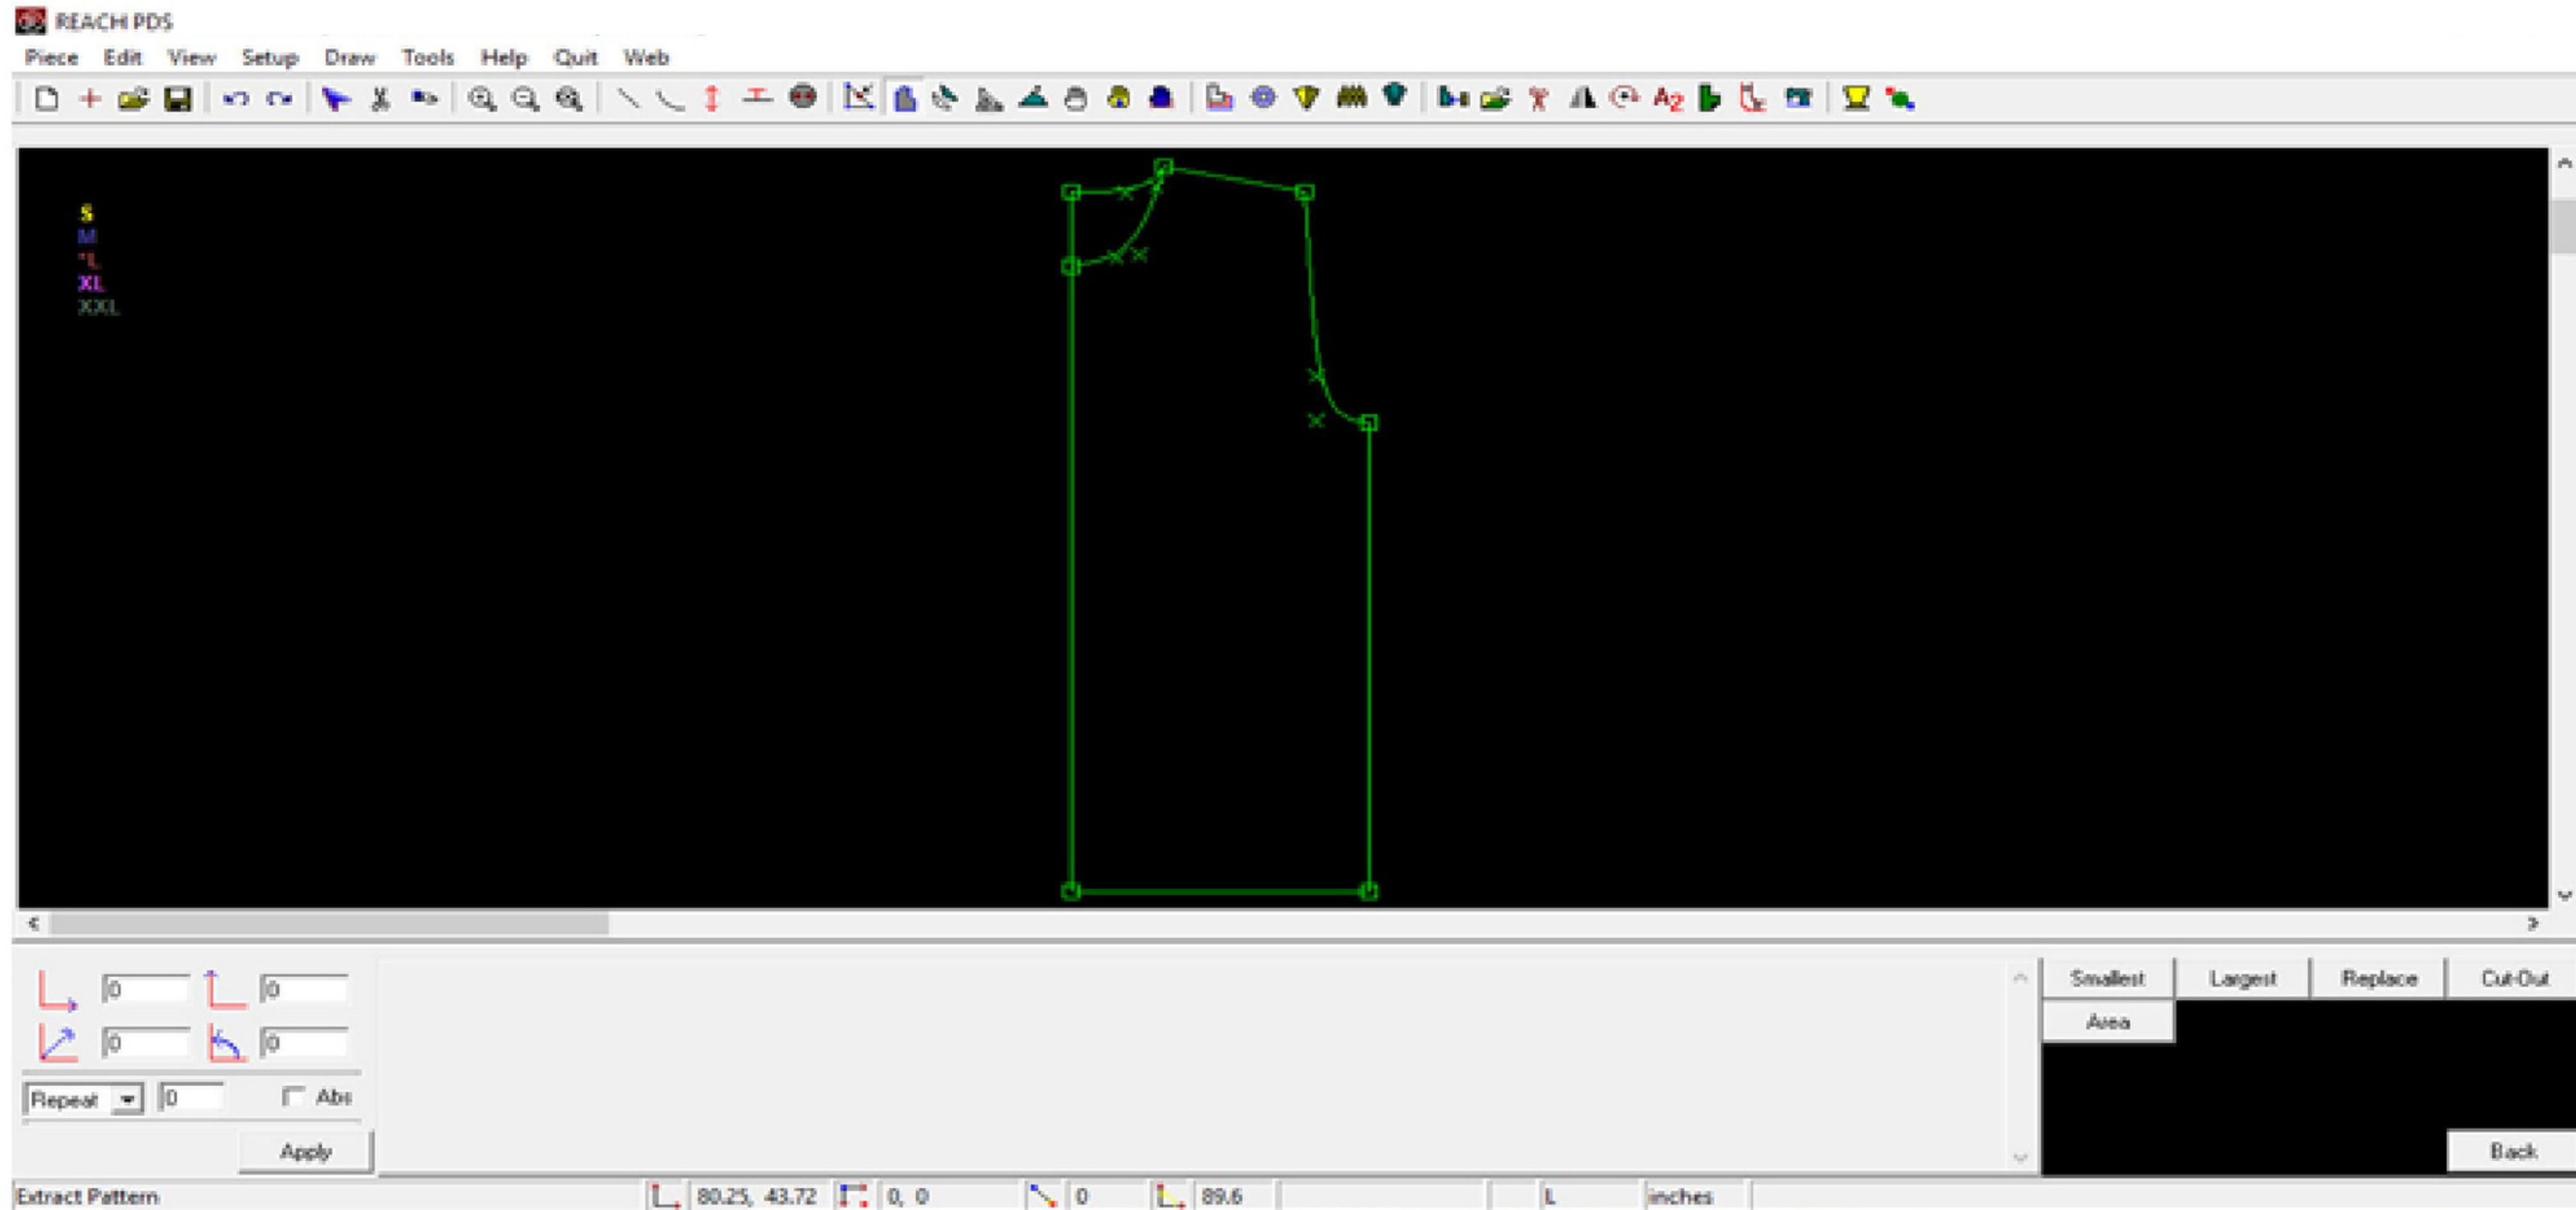 REACH PDS
Piece Edit View Setup Draw Tools Help Quit Web
A2
S
M
*L
XL
XXL
0 0
0 0
Repeat 0 Abs
Apply
Smallest Largest Replace Cut-Out
Area
Back
Extract Pattern 80.25, 43.72 0, 0 0 89.6 L inches